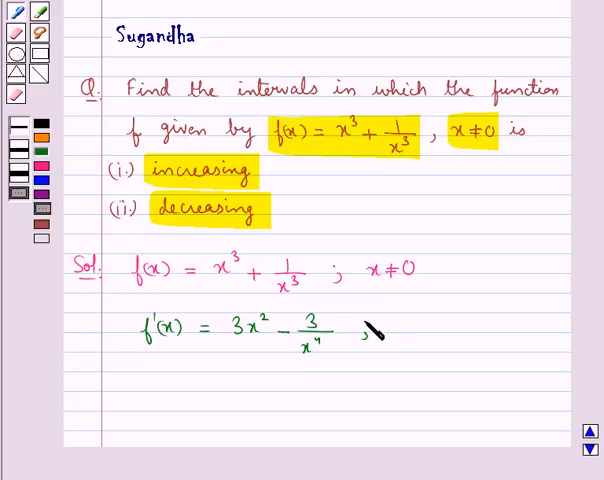 Sugandha
Q. Find the intervals in which the function
f given by f(x) = x³ + 1/x³ , x≠0 is
(i.) increasing
(ii.) decreasing
Sol. f(x) = x³ + 1/x³ ; x≠0
f'(x) = 3x² - 3/x⁴ ,